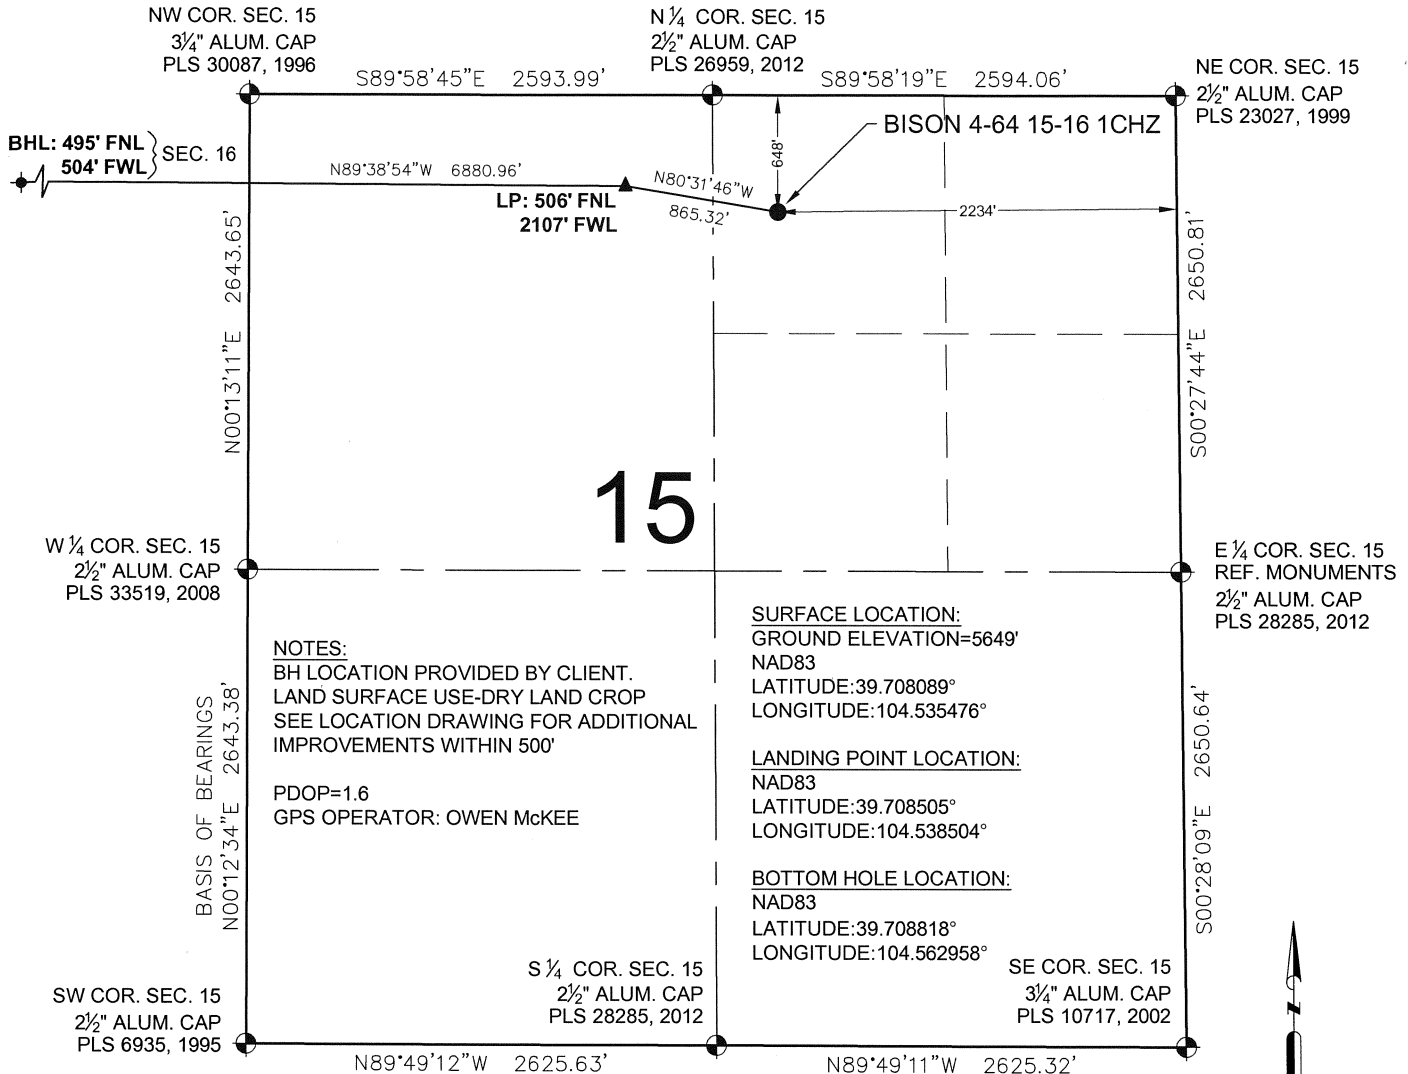 NW COR. SEC. 15
3¼" ALUM. CAP
PLS 30087, 1996
N ¼ COR. SEC. 15
2½" ALUM. CAP
PLS 26959, 2012
NE COR. SEC. 15
2½" ALUM. CAP
PLS 23027, 1999
S89°58'45"E 2593.99'
S89°58'19"E 2594.06'
BHL: 495' FNL
504' FWL
SEC. 16
BISON 4-64 15-16 1CHZ
648'
N89°38'54"W 6880.96'
N80°31'46"W
865.32'
LP: 506' FNL
2107' FWL
2234'
N00°13'11"E 2643.65'
S00°27'44"E 2650.81'
15
W ¼ COR. SEC. 15
2½" ALUM. CAP
PLS 33519, 2008
E ¼ COR. SEC. 15
REF. MONUMENTS
2½" ALUM. CAP
PLS 28285, 2012
NOTES:
BH LOCATION PROVIDED BY CLIENT.
LAND SURFACE USE-DRY LAND CROP
SEE LOCATION DRAWING FOR ADDITIONAL
IMPROVEMENTS WITHIN 500'
PDOP=1.6
GPS OPERATOR: OWEN McKEE
SURFACE LOCATION:
GROUND ELEVATION=5649'
NAD83
LATITUDE:39.708089°
LONGITUDE:104.535476°
LANDING POINT LOCATION:
NAD83
LATITUDE:39.708505°
LONGITUDE:104.538504°
BOTTOM HOLE LOCATION:
NAD83
LATITUDE:39.708818°
LONGITUDE:104.562958°
BASIS OF BEARINGS
N00°12'34"E 2643.38'
S00°28'09"E 2650.64'
SW COR. SEC. 15
2½" ALUM. CAP
PLS 6935, 1995
S ¼ COR. SEC. 15
2½" ALUM. CAP
PLS 28285, 2012
SE COR. SEC. 15
3¼" ALUM. CAP
PLS 10717, 2002
N89°49'12"W 2625.63'
N89°49'11"W 2625.32'
N